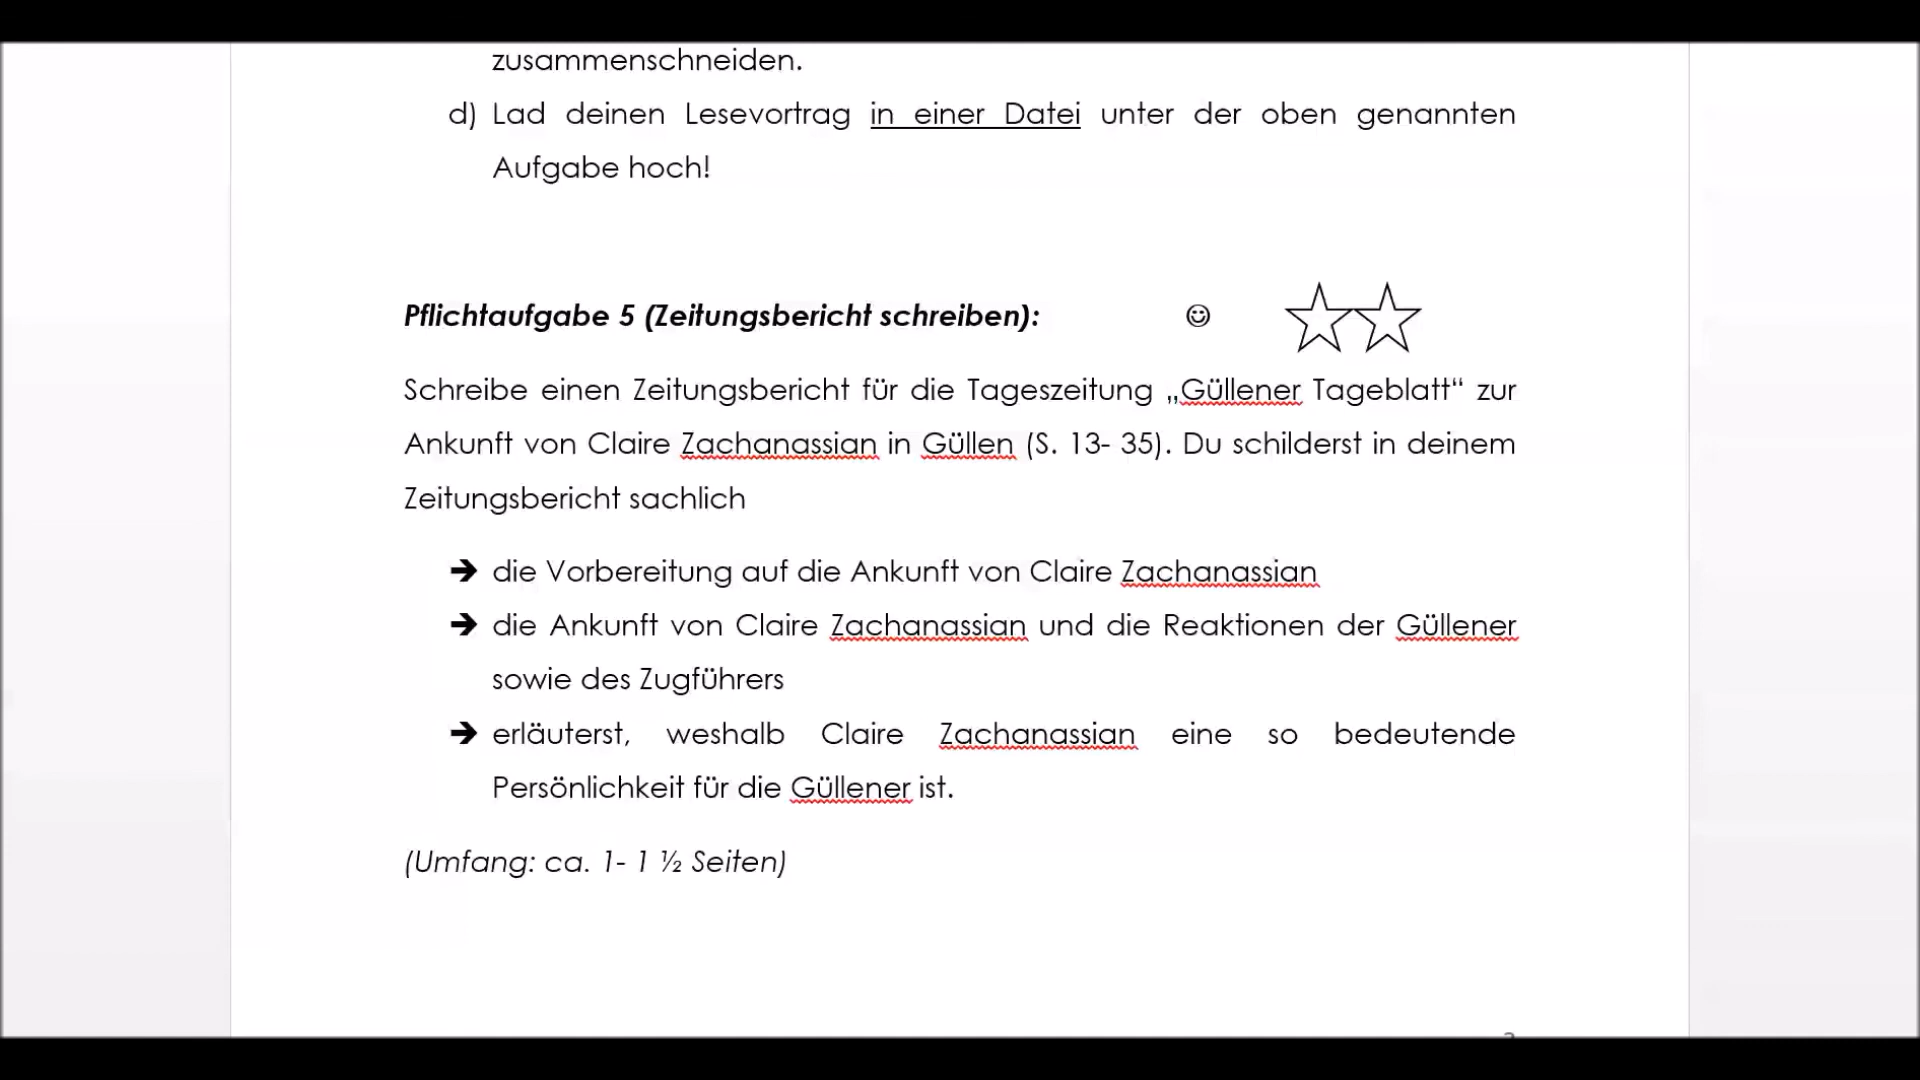 zusammenschneiden.
d) Lad deinen Lesevortrag in einer Datei unter der oben genannten
Aufgabe hoch!
Pflichtaufgabe 5 (Zeitungsbericht schreiben): ☺
Schreibe einen Zeitungsbericht für die Tageszeitung „Güllener Tageblatt“ zur
Ankunft von Claire Zachanassian in Güllen (S. 13- 35). Du schilderst in deinem
Zeitungsbericht sachlich
➔ die Vorbereitung auf die Ankunft von Claire Zachanassian
➔ die Ankunft von Claire Zachanassian und die Reaktionen der Güllener
sowie des Zugführers
➔ erläuterst, weshalb Claire Zachanassian eine so bedeutende
Persönlichkeit für die Güllener ist.
(Umfang: ca. 1- 1 ½ Seiten)